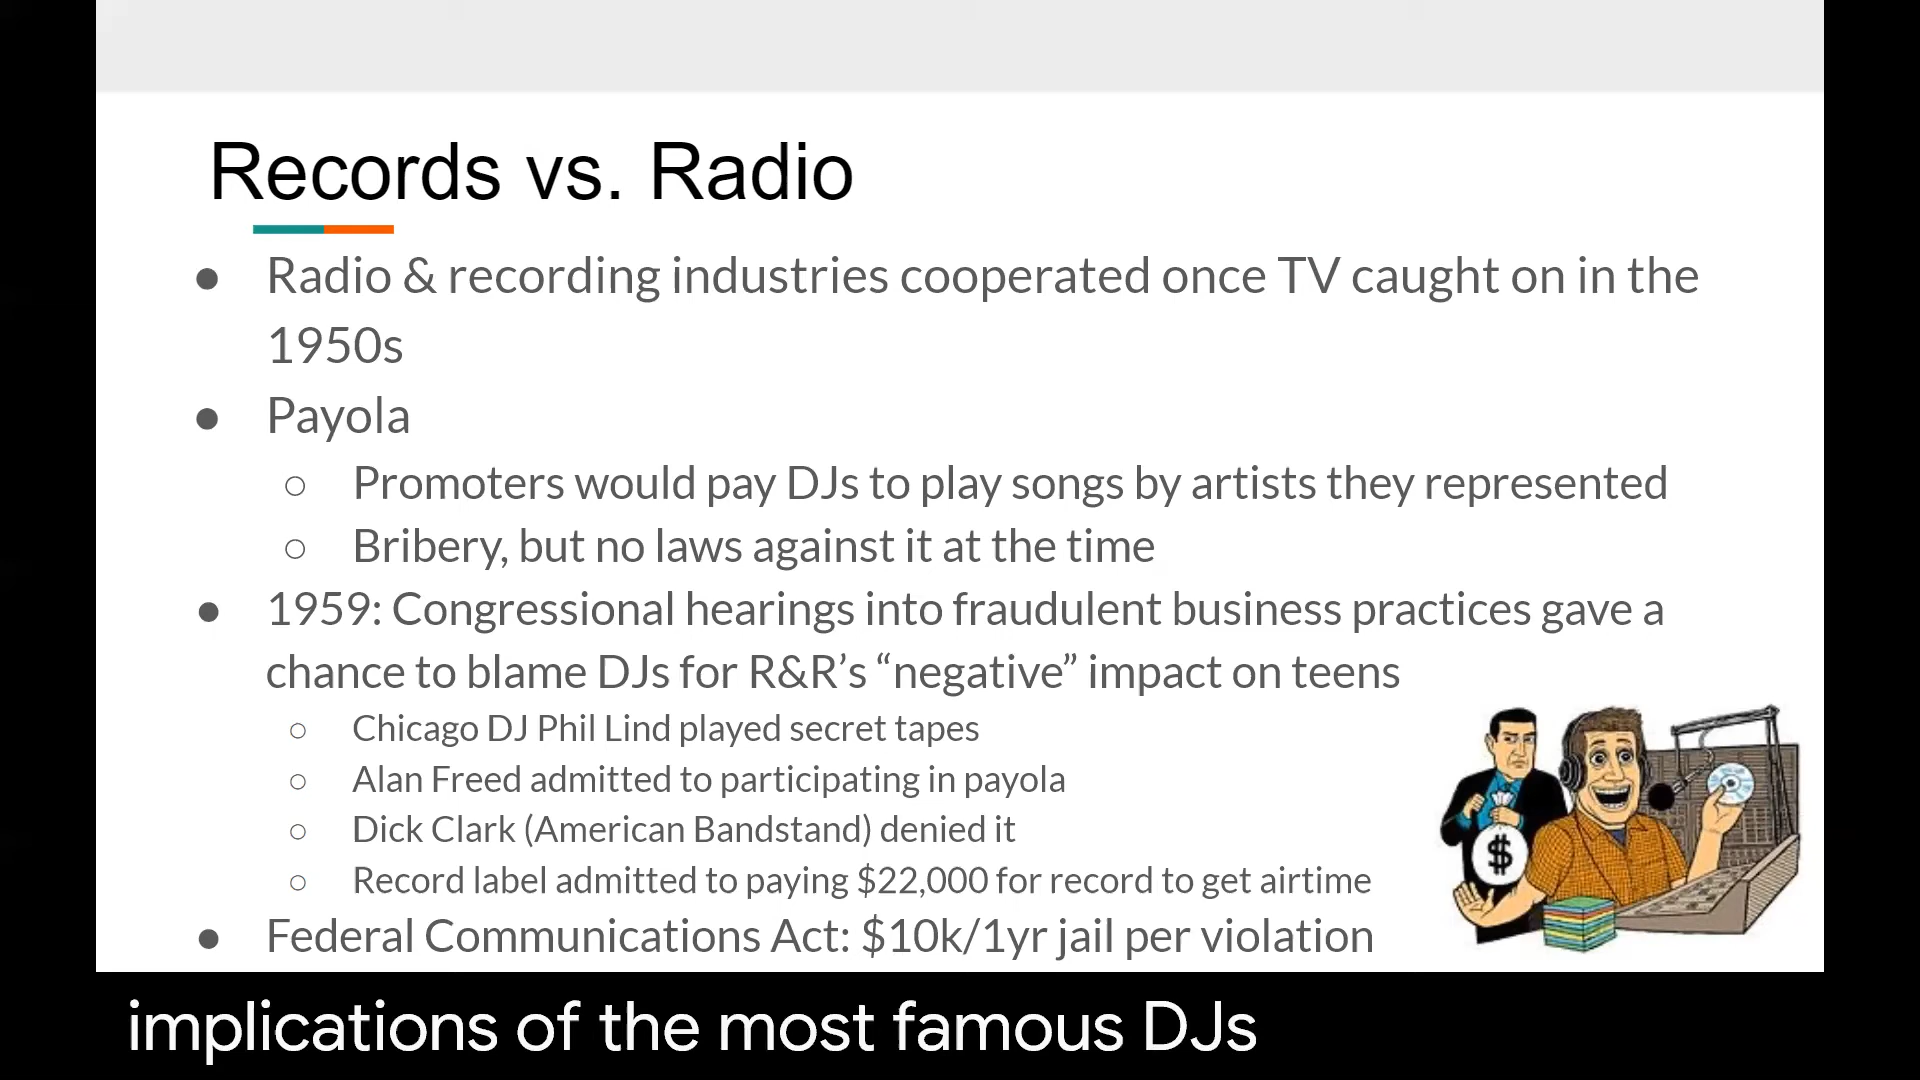 Records vs. Radio
● Radio & recording industries cooperated once TV caught on in the
1950s
● Payola
○ Promoters would pay DJs to play songs by artists they represented
○ Bribery, but no laws against it at the time
● 1959: Congressional hearings into fraudulent business practices gave a
chance to blame DJs for R&R’s “negative” impact on teens
○ Chicago DJ Phil Lind played secret tapes
○ Alan Freed admitted to participating in payola
○ Dick Clark (American Bandstand) denied it
○ Record label admitted to paying $22,000 for record to get airtime
● Federal Communications Act: $10k/1yr jail per violation
$
implications of the most famous DJs